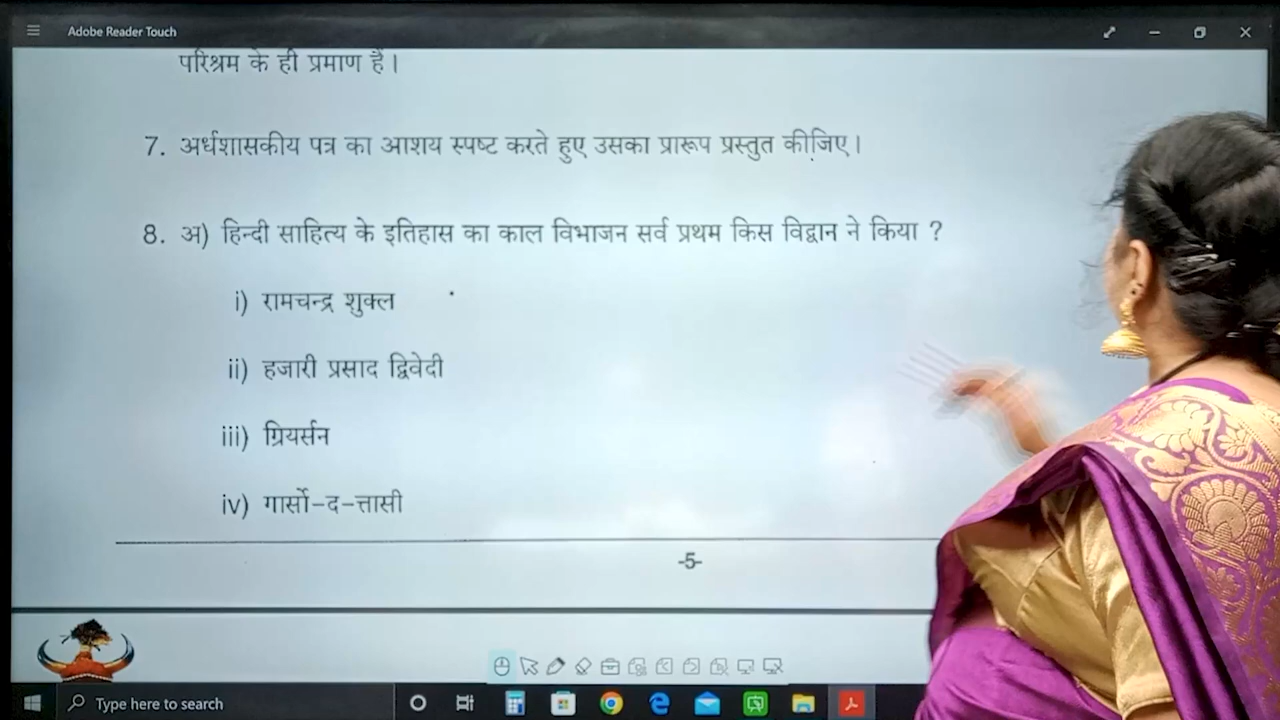 Adobe Reader Touch
परिश्रम के ही प्रमाण हैं।
7. अर्धशासकीय पत्र का आशय स्पष्ट करते हुए उसका प्रारूप प्रस्तुत कीजिए।
8. अ) हिन्दी साहित्य के इतिहास का काल विभाजन सर्व प्रथम किस विद्वान ने किया ?
i) रामचन्द्र शुक्ल
ii) हजारी प्रसाद द्विवेदी
iii) ग्रियर्सन
iv) गार्सो-द-त्तासी
-5-
Type here to search